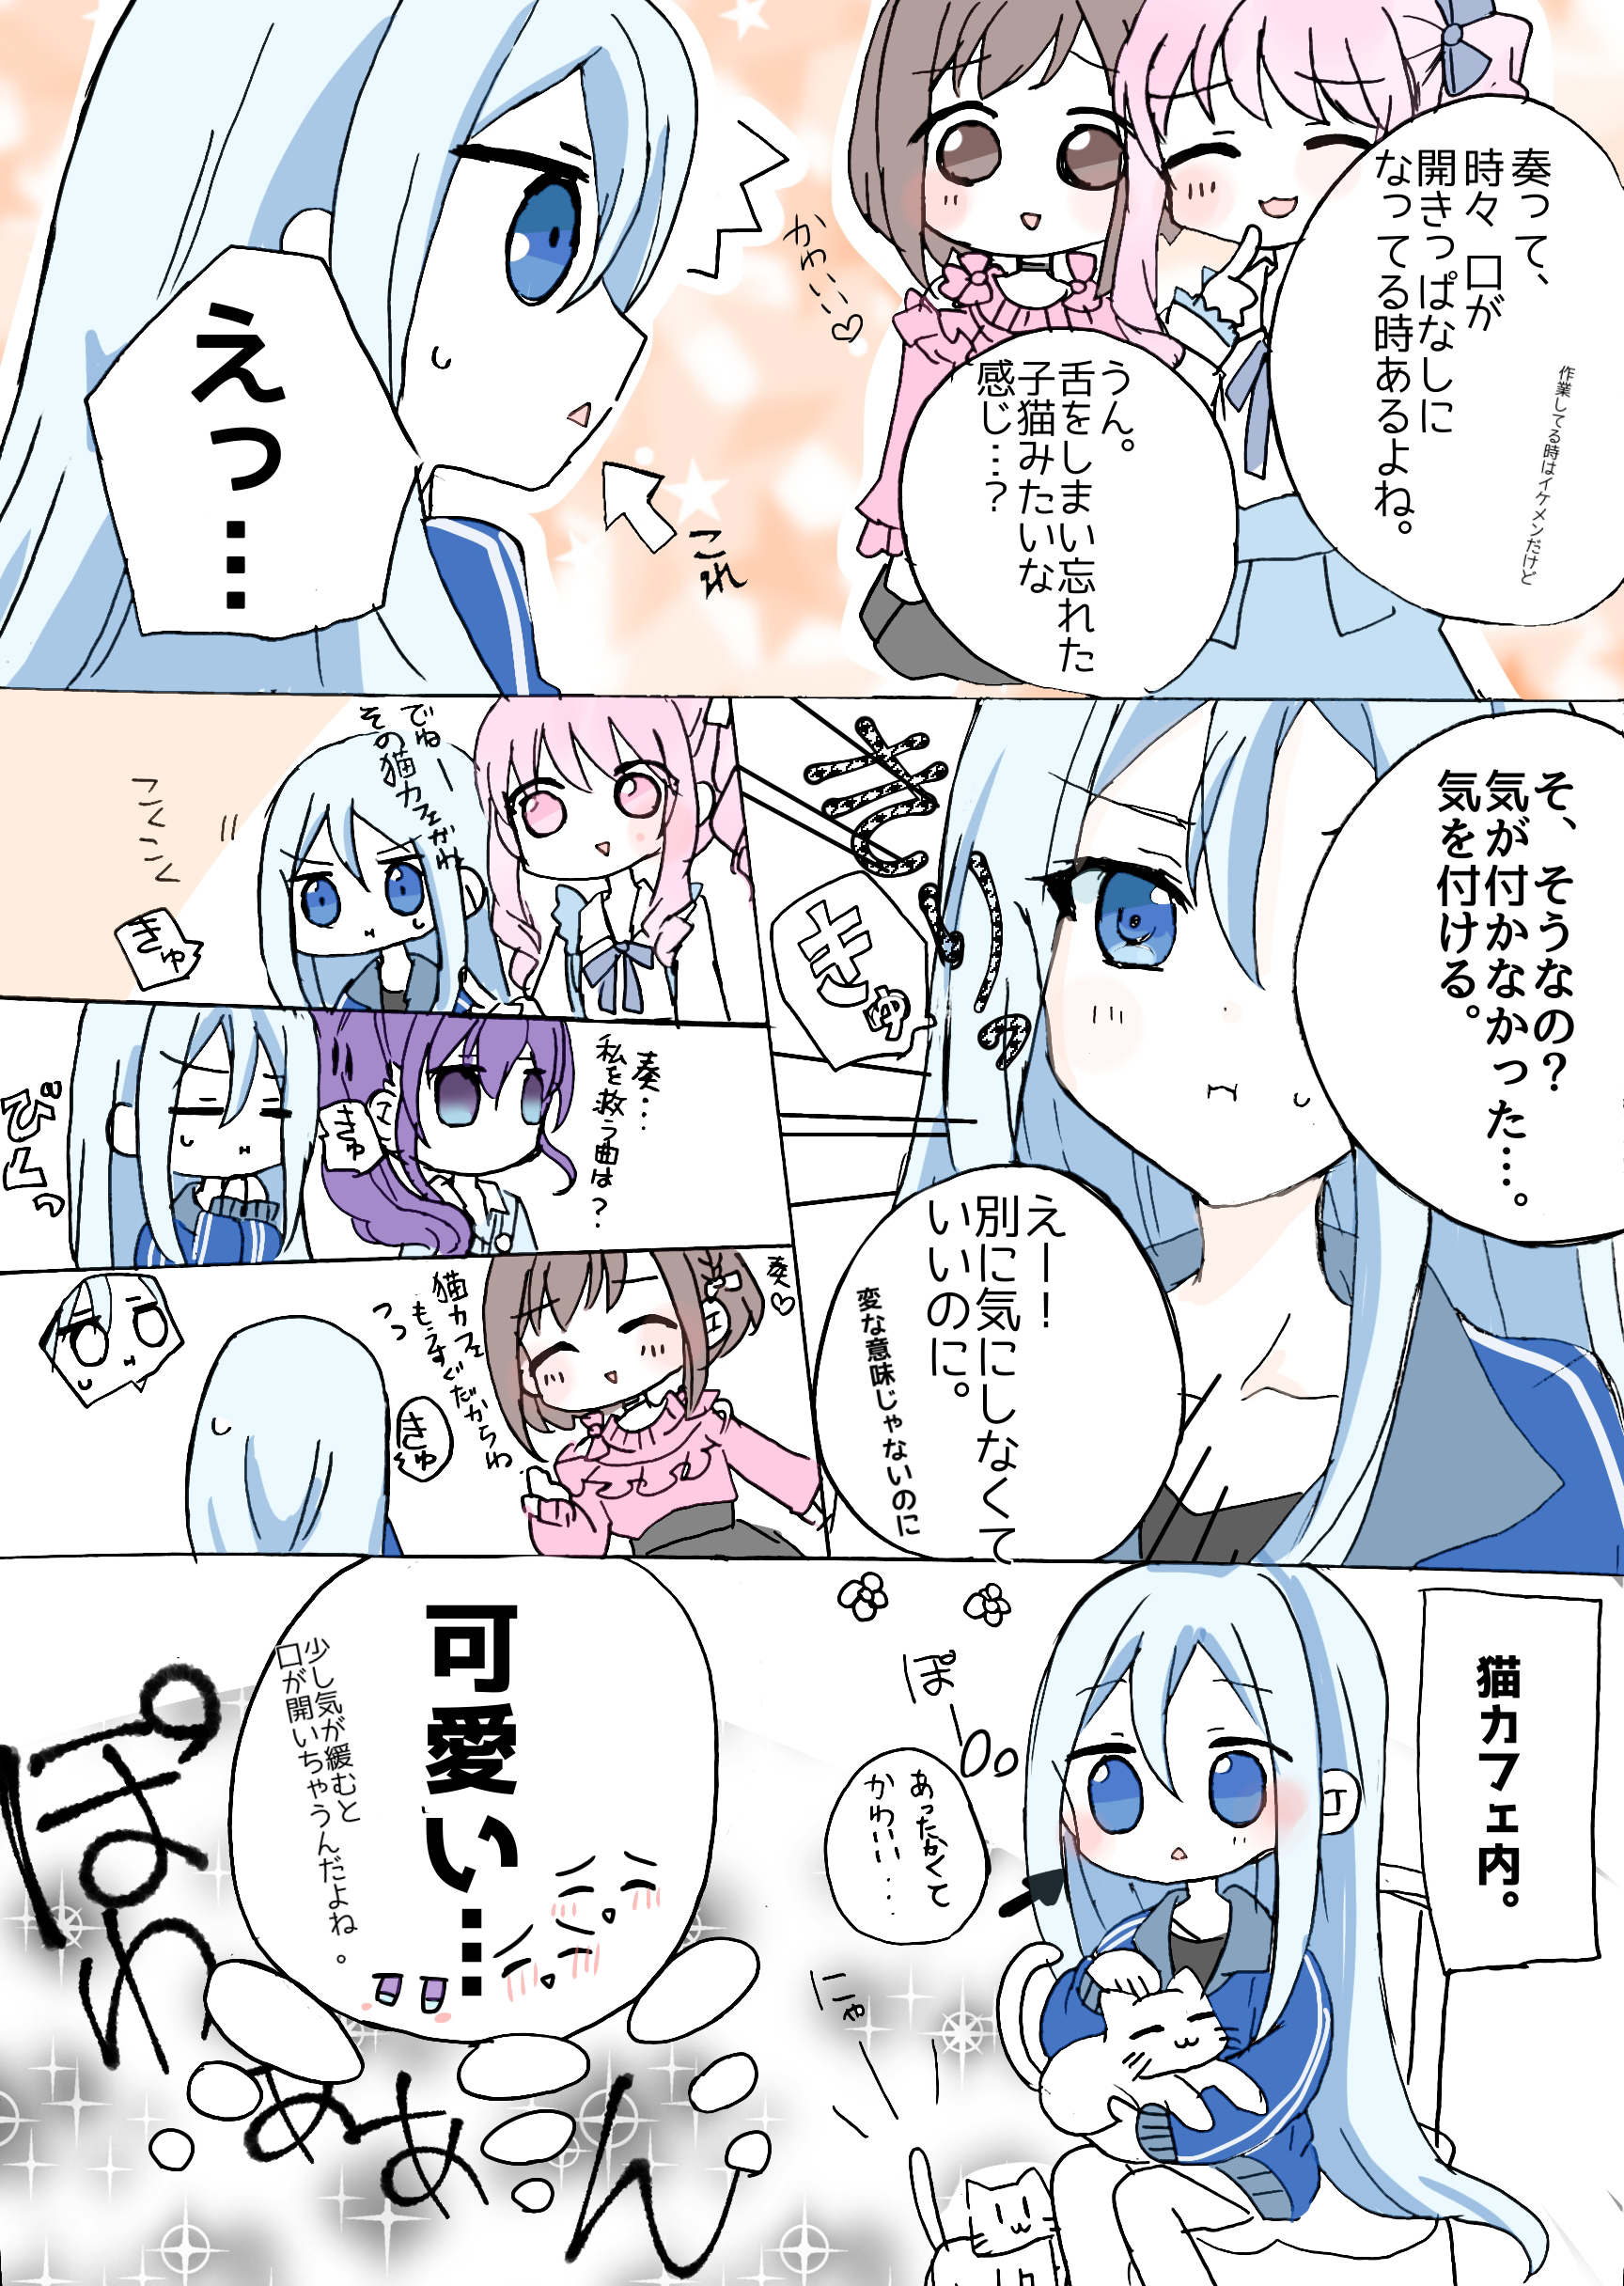 奏って、
時々 口が
開きっぱなしに
なってる時あるよね。
作業してる時はイケメンだけど
うん。
舌をしまい忘れた
子猫みたいな
感じ…?
かわいい♡
これ
えっ…
そ、そうなの?
気が付かなかった…。
気を付ける。
きりっ
きゅ
えー!
別に気にしなくて
いいのに。
変な意味じゃないのに
でねー
その猫カフェがね
こくこく
きゅ
奏…
私を救う曲は?
きゅ
びくっ
奏♡
猫カフェ
もうすぐだからね
っっ
きゅ
猫カフェ内。
ぽー
あったかくて
かわいい...
にゃ
可愛い…
少し気が緩むと
口が開いちゃうんだよね。
ぽわぁぁん